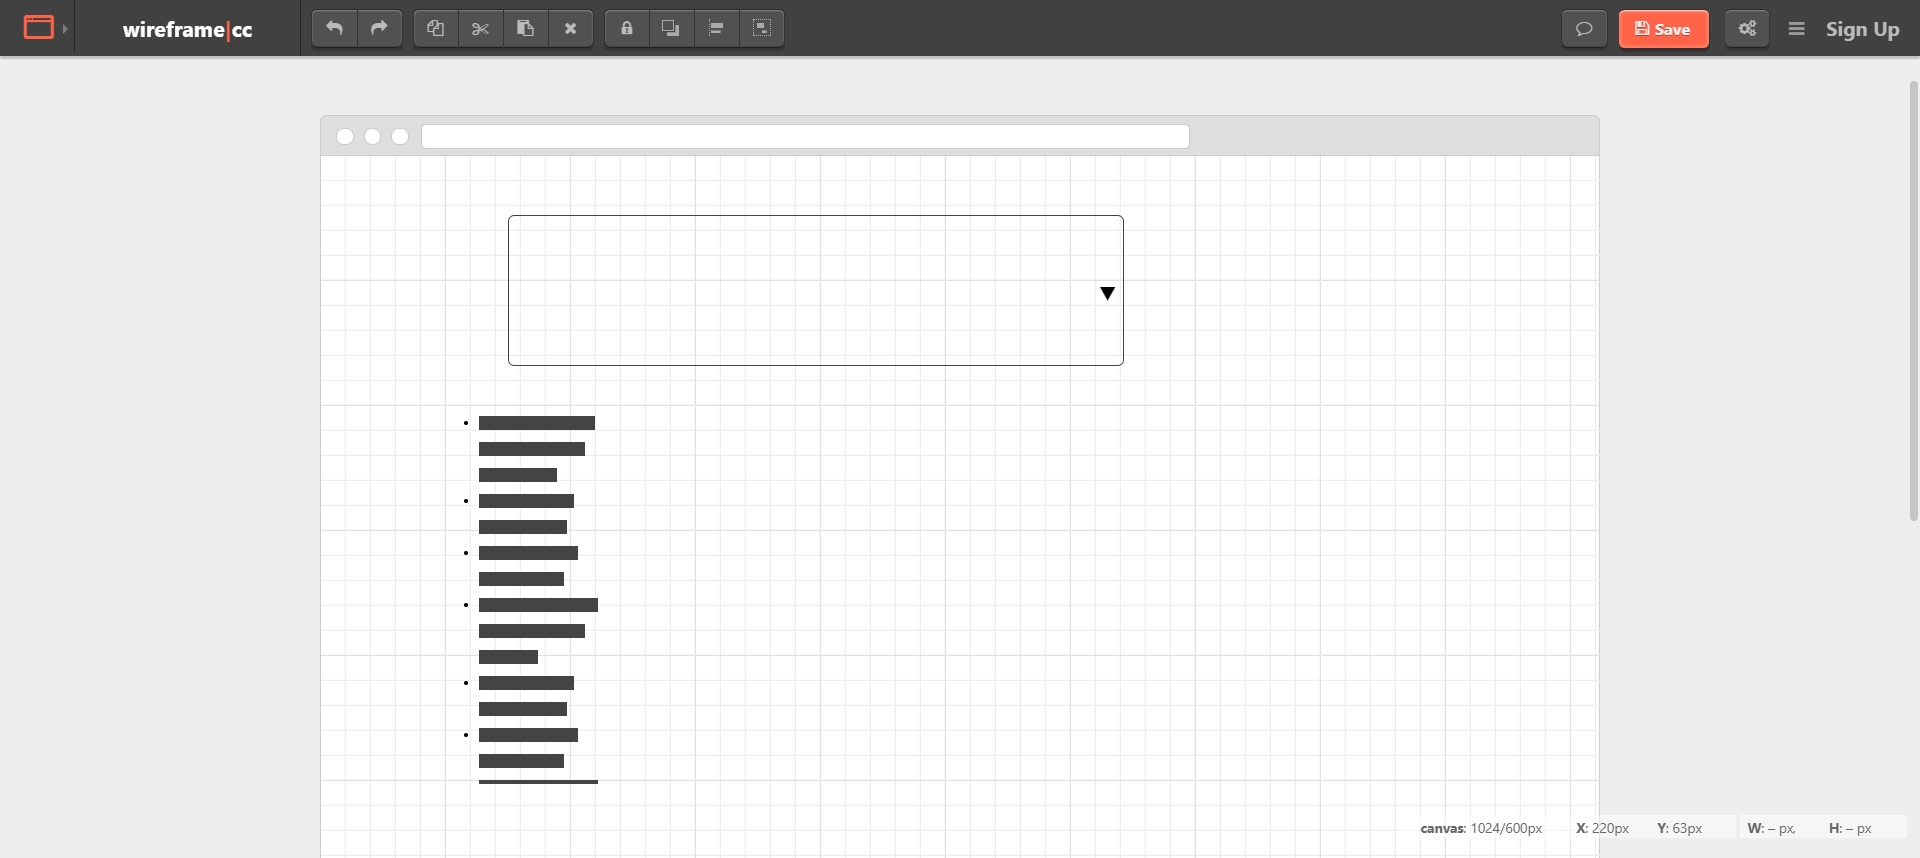 wireframe|cc
Save
Sign Up
canvas: 1024/600px X: 220px Y: 63px W: – px, H: – px